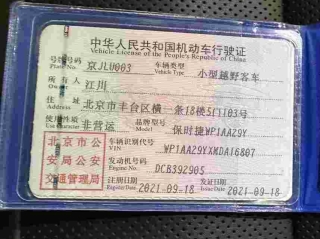 中华人民共和国机动车行驶证
Vehicle License of the People's Republic of China
号牌号码 京JLU003 车辆类型 小型越野客车
Plate No. Vehicle Type
所有人 江川
Owner
住址 北京市丰台区横一条18楼5门103号
Address
使用性质 非营运 品牌型号 保时捷WP1AA29Y
北京市公安局公安交通管理局
车辆识别代号 WP1AA29YXMDA16807
VIN
发动机号码 DCB392905
Engine No.
注册日期 2021-09-18 发证日期 2021-09-18
Register Date Issue Date